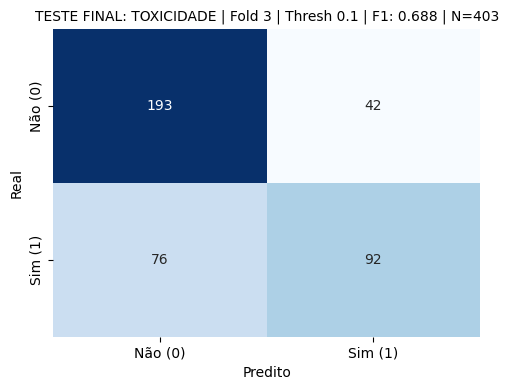 TESTE FINAL: TOXICIDADE | Fold 3 | Thresh 0.1 | F1: 0.688 | N=403
Não (0)
193
42
Real
Sim (1)
76
92
Não (0)
Sim (1)
Predito